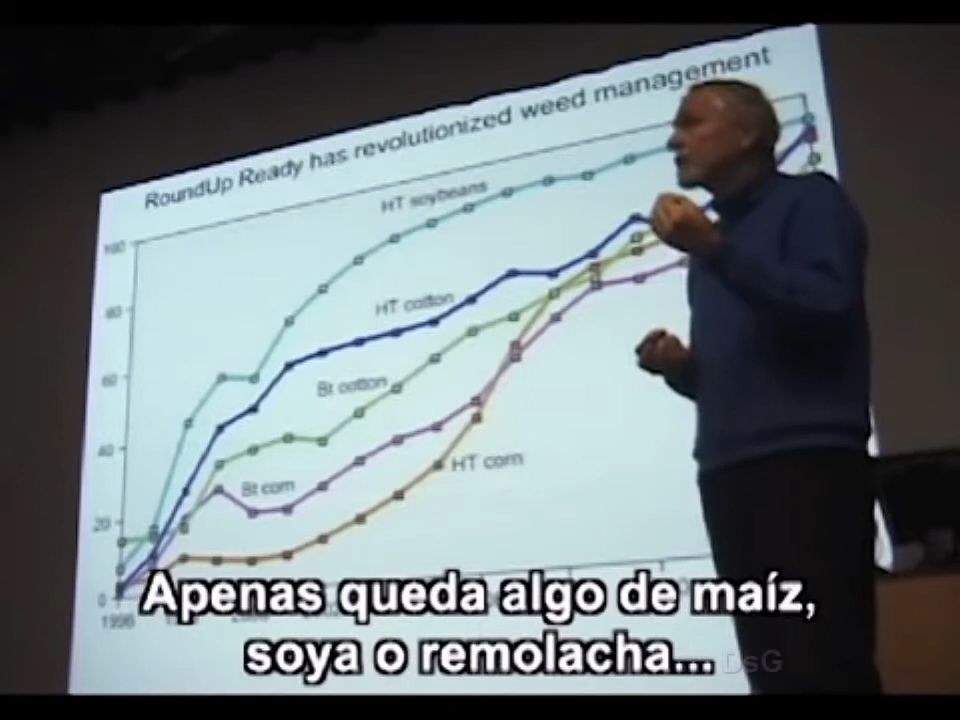 RoundUp Ready has revolutionized weed management
HT soybeans
HT cotton
Bt cotton
Bt corn
HT corn
100
80
60
40
20
0
1996
Apenas queda algo de maíz,
soya o remolacha...
DsG